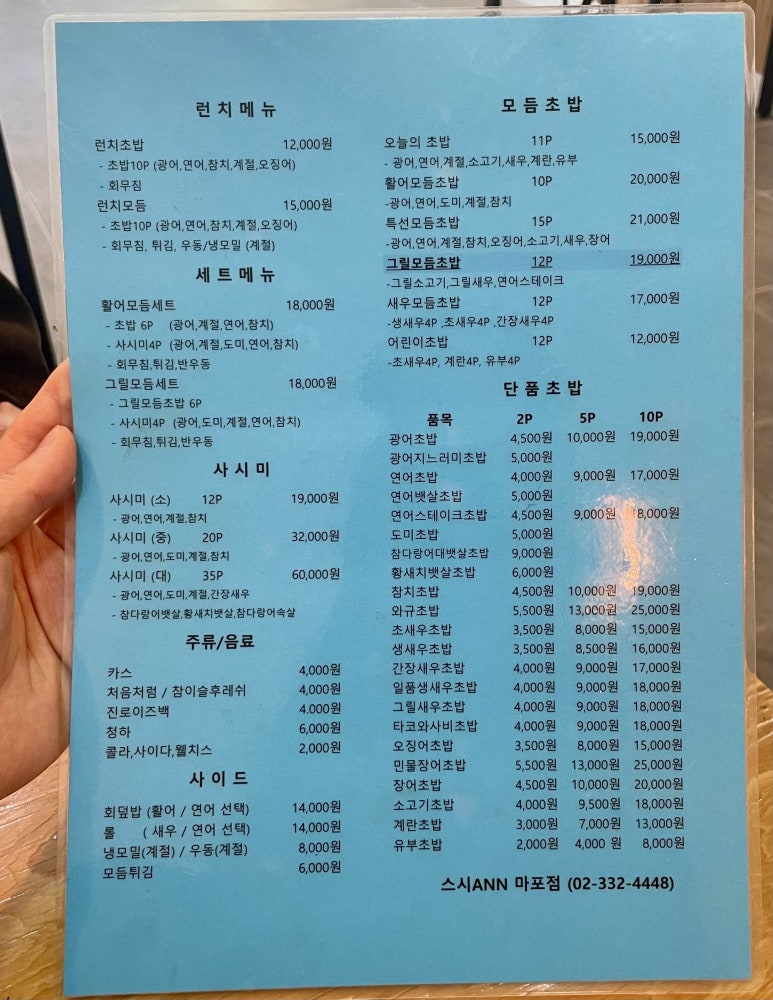 런치메뉴
런치초밥 12,000원
- 초밥10P (광어,연어,참치,계절,오징어)
- 회무침
런치모듬 15,000원
- 초밥10P (광어,연어,참치,계절,오징어)
- 회무침, 튀김, 우동/냉모밀 (계절)
세트메뉴
활어모듬세트 18,000원
- 초밥 6P (광어,계절,연어,참치)
- 사시미4P (광어,계절,도미,연어,참치)
- 회무침,튀김,반우동
그릴모듬세트 18,000원
- 그릴모듬초밥 6P
- 사시미4P (광어,도미,계절,연어,참치)
- 회무침,튀김,반우동
사시미
사시미 (소) 12P 19,000원
- 광어,연어,계절,참치
사시미 (중) 20P 32,000원
- 광어,연어,도미,계절,참치
사시미 (대) 35P 60,000원
- 광어,연어,도미,계절,간장새우
- 참다랑어뱃살,황새치뱃살,참다랑어속살
주류/음료
카스 4,000원
처음처럼 / 참이슬후레쉬 4,000원
진로이즈백 4.000원
청하 6,000원
콜라,사이다,웰치스 2,000원
사이드
회덮밥 (활어 / 연어 선택) 14,000원
롤 ( 새우 / 연어 선택) 14,000원
냉모밀(계절) / 우동(계절) 8,000원
모듬튀김 6,000원
모듬초밥
오늘의 초밥 11P 15,000원
- 광어,연어,계절,소고기,새우,계란,유부
활어모듬초밥 10P 20,000원
-광어,연어,도미,계절,참치
특선모듬초밥 15P 21,000원
-광어,연어,계절,참치,오징어,소고기,새우,장어
그릴모듬초밥 12P 19,000원
-그릴소고기,그릴새우,연어스테이크
새우모듬초밥 12P 17,000원
-생새우4P ,초새우4P ,간장새우4P
어린이초밥 12P 12,000원
-초새우4P, 계란4P, 유부4P
단품초밥
품목 2P 5P 10P
광어초밥 4,500원 10,000원 19,000원
광어지느러미초밥 5,000원
연어초밥 4,000원 9,000원 17,000원
연어뱃살초밥 5,000원
연어스테이크초밥 4,500원 9,000원 18,000원
도미초밥 5,000원
참다랑어대뱃살초밥 9,000원
황새치뱃살초밥 6,000원
참치초밥 4,500원 10,000원 19,000원
와규초밥 5,500원 13,000원 25,000원
초새우초밥 3,500원 8,000원 15,000원
생새우초밥 3,500원 8,500원 16,000원
간장새우초밥 4,000원 9,000원 17,000원
일품생새우초밥 4,000원 9,000원 18,000원
그릴새우초밥 4,000원 9,000원 18,000원
타코와사비초밥 4,000원 9,000원 18,000원
오징어초밥 3,500원 8,000원 15,000원
민물장어초밥 5,500원 13,000원 25,000원
장어초밥 4,500원 10,000원 20,000원
소고기초밥 4,000원 9,500원 18,000원
계란초밥 3,000원 7,000원 13,000원
유부초밥 2,000원 4,000 원 8,000원
스시ANN 마포점 (02-332-4448)